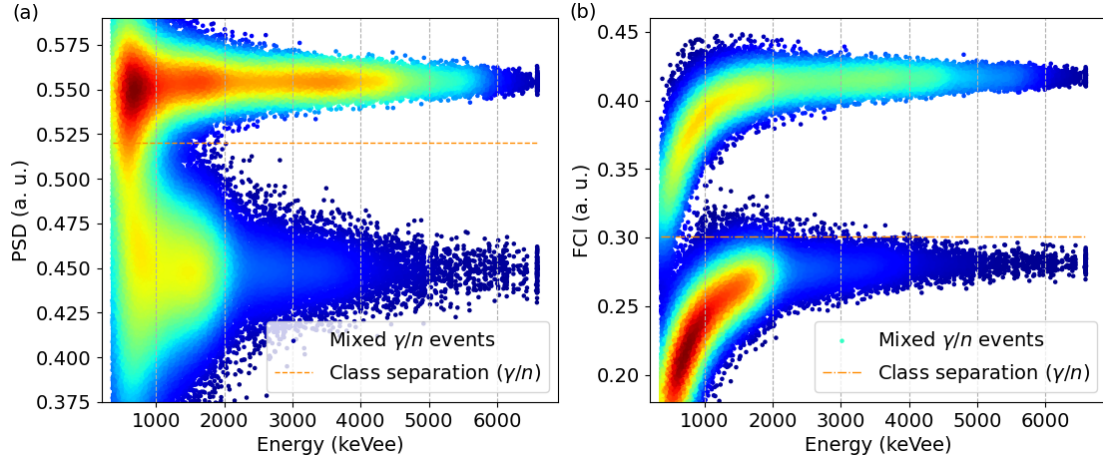 (a)
PSD (a. u.)
0.575
0.550
0.525
0.500
0.475
0.450
0.425
0.400
0.375
Mixed γ/n events
Class separation (γ/n)
1000 2000 3000 4000 5000 6000
Energy (keVee)
(b)
FCI (a. u.)
0.45
0.40
0.35
0.30
0.25
0.20
Mixed γ/n events
Class separation (γ/n)
1000 2000 3000 4000 5000 6000
Energy (keVee)